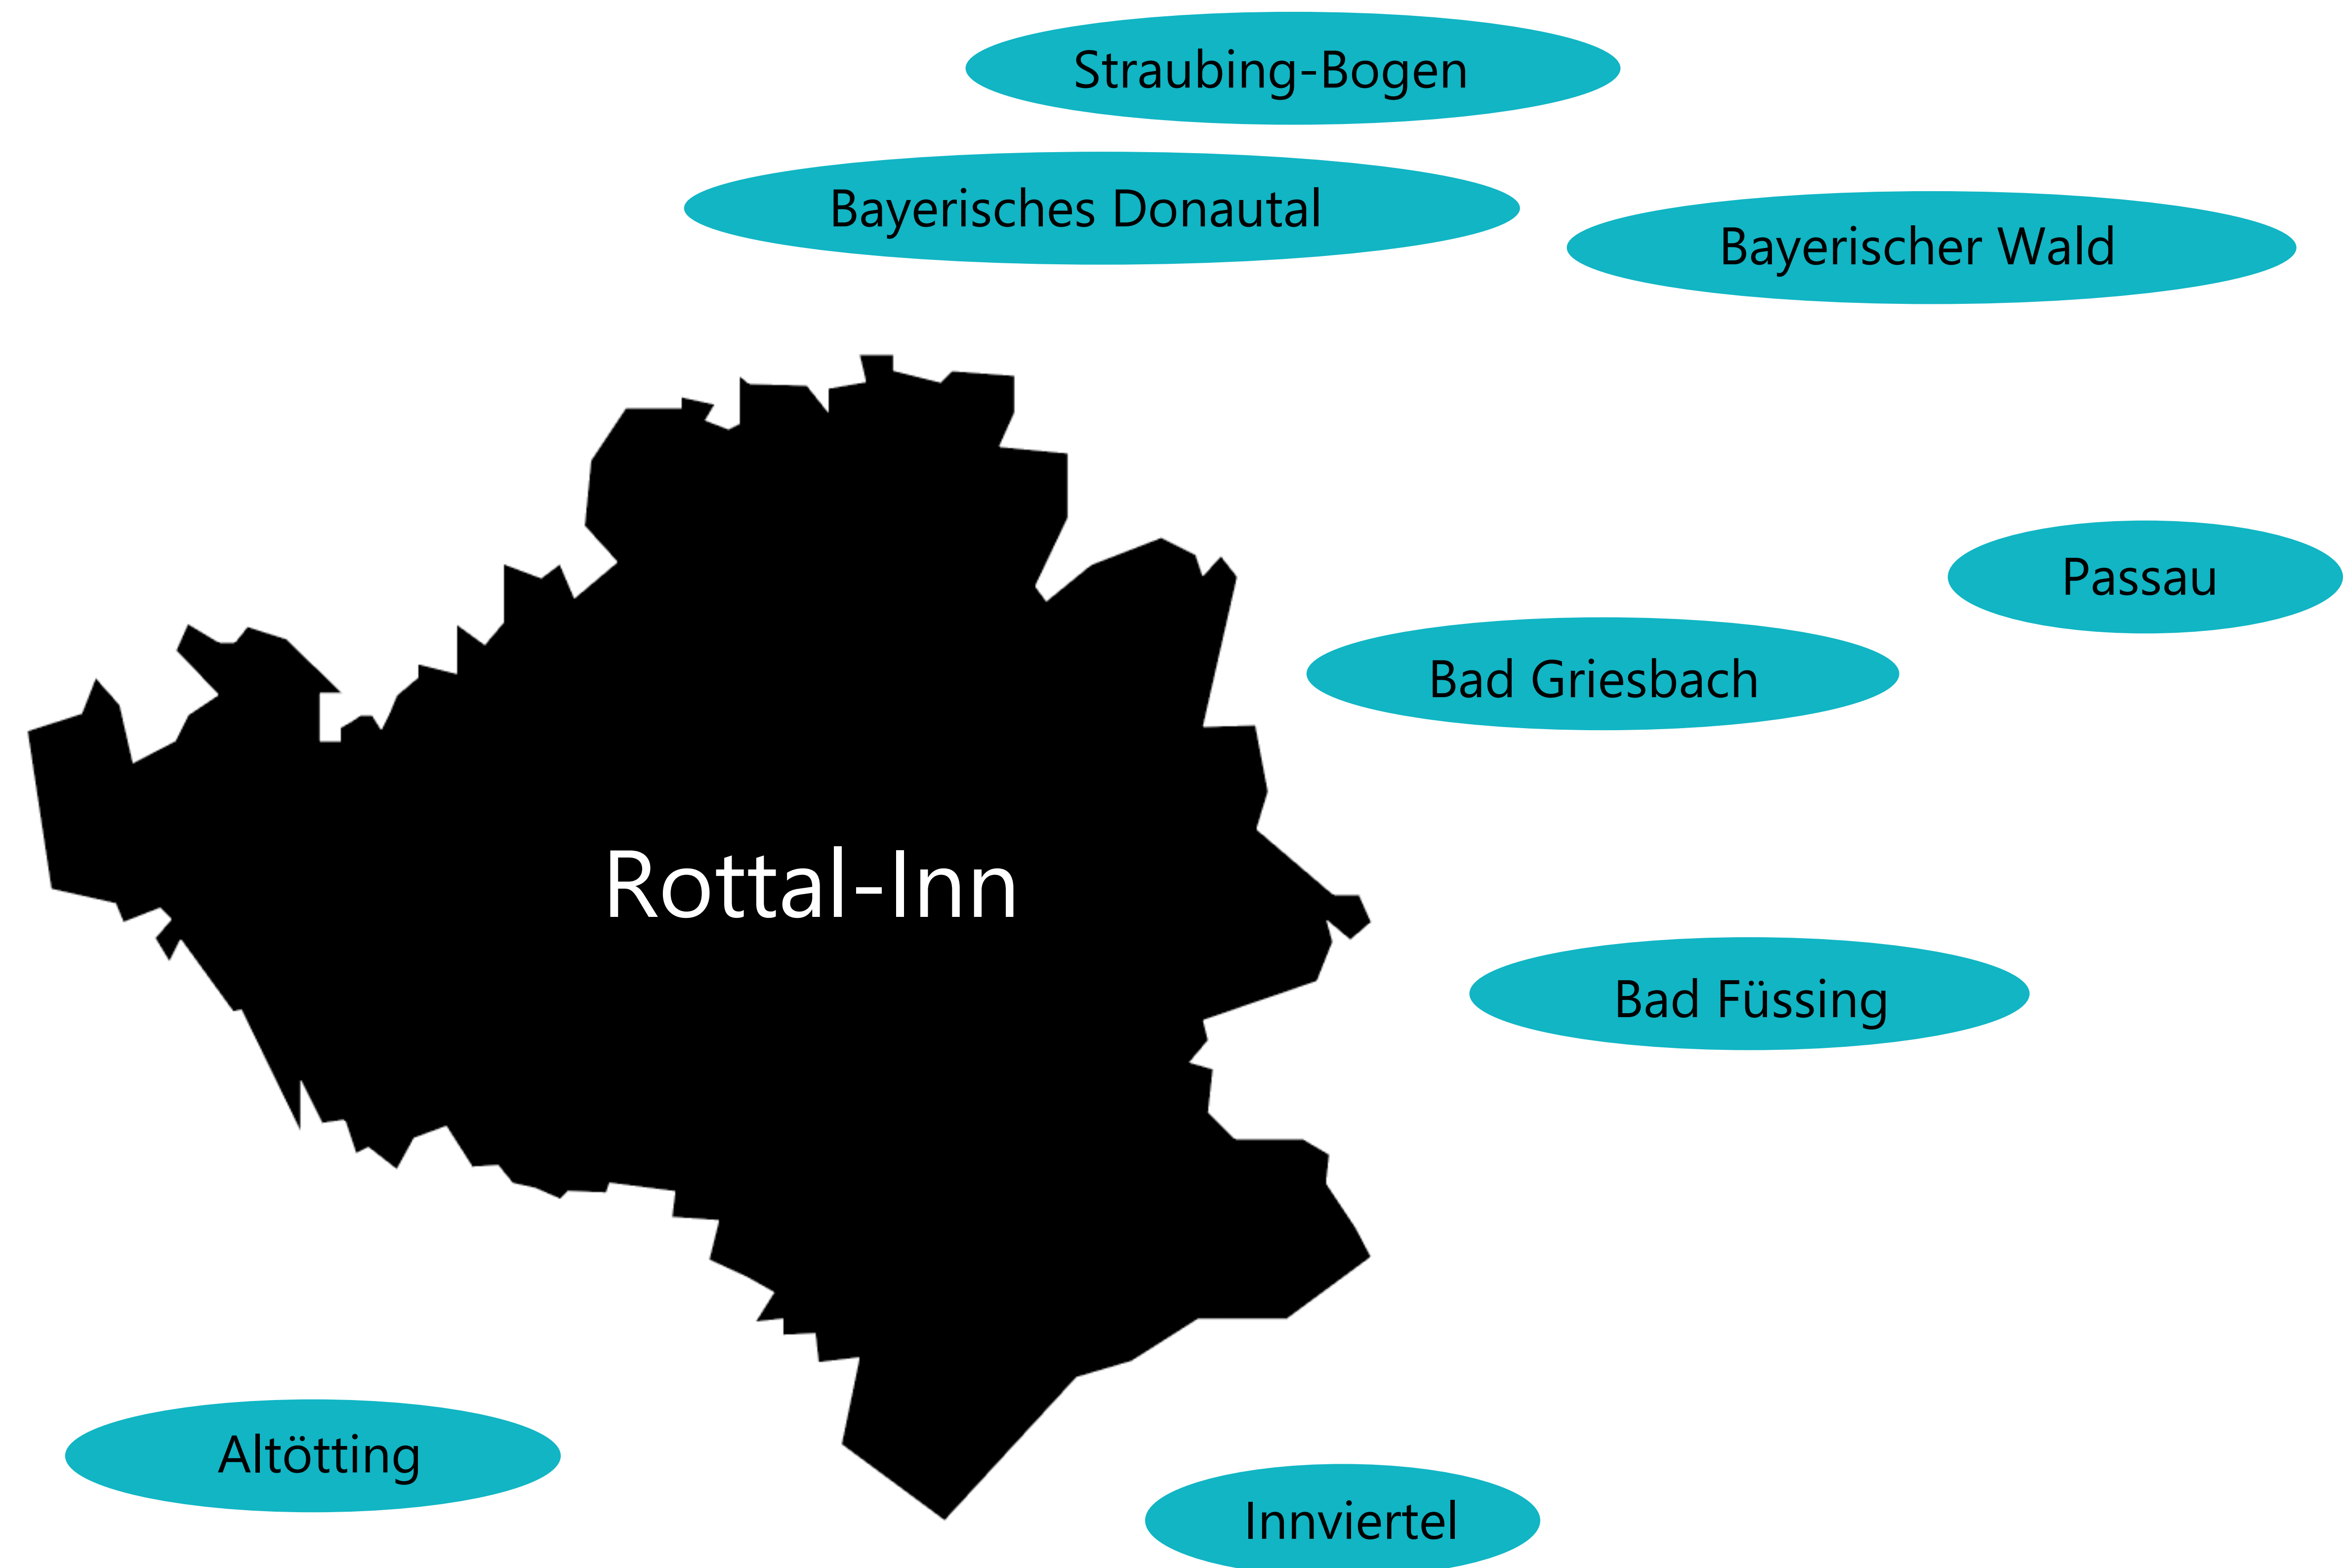 Straubing-Bogen
Bayerisches Donautal
Bayerischer Wald
Passau
Bad Griesbach
Rottal-Inn
Bad Füssing
Altötting
Innviertel